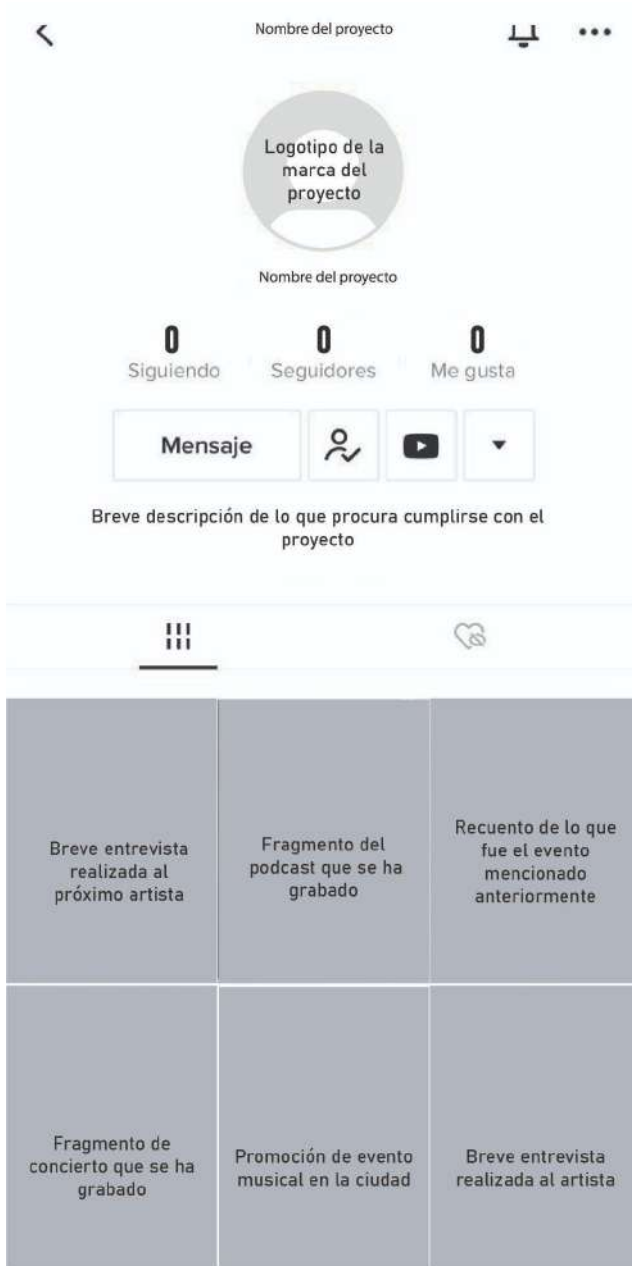 Nombre del proyecto
Logotipo de la
marca del
proyecto
Nombre del proyecto
0 0 0
Siguiendo Seguidores Me gusta
Mensaje
Breve descripción de lo que procura cumplirse con el
proyecto
Breve entrevista
realizada al
próximo artista
Fragmento del
podcast que se ha
grabado
Recuento de lo que
fue el evento
mencionado
anteriormente
Fragmento de
concierto que se ha
grabado
Promoción de evento
musical en la ciudad
Breve entrevista
realizada al artista